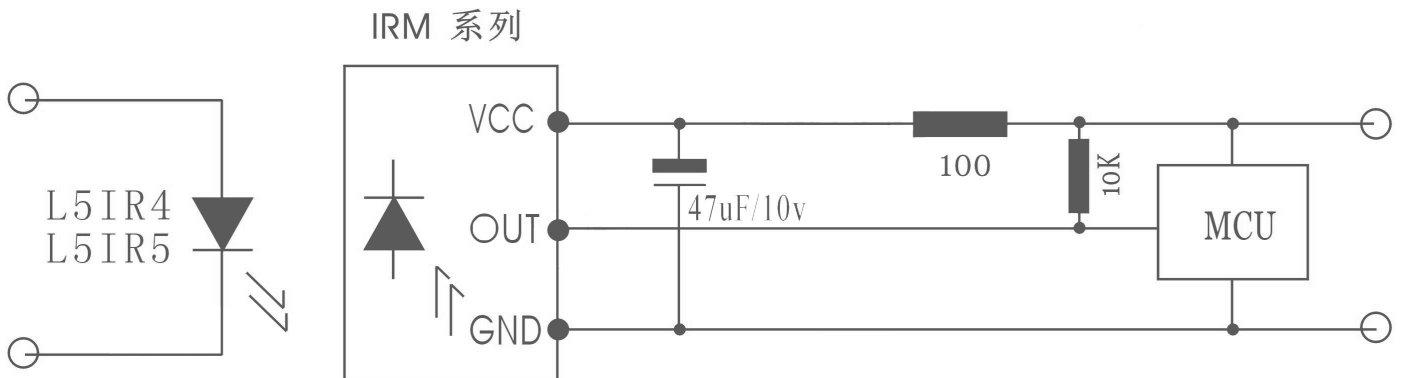 IRM 系列
VCC
100
10K
L5IR4
L5IR5
47uF/10v
OUT
MCU
GND